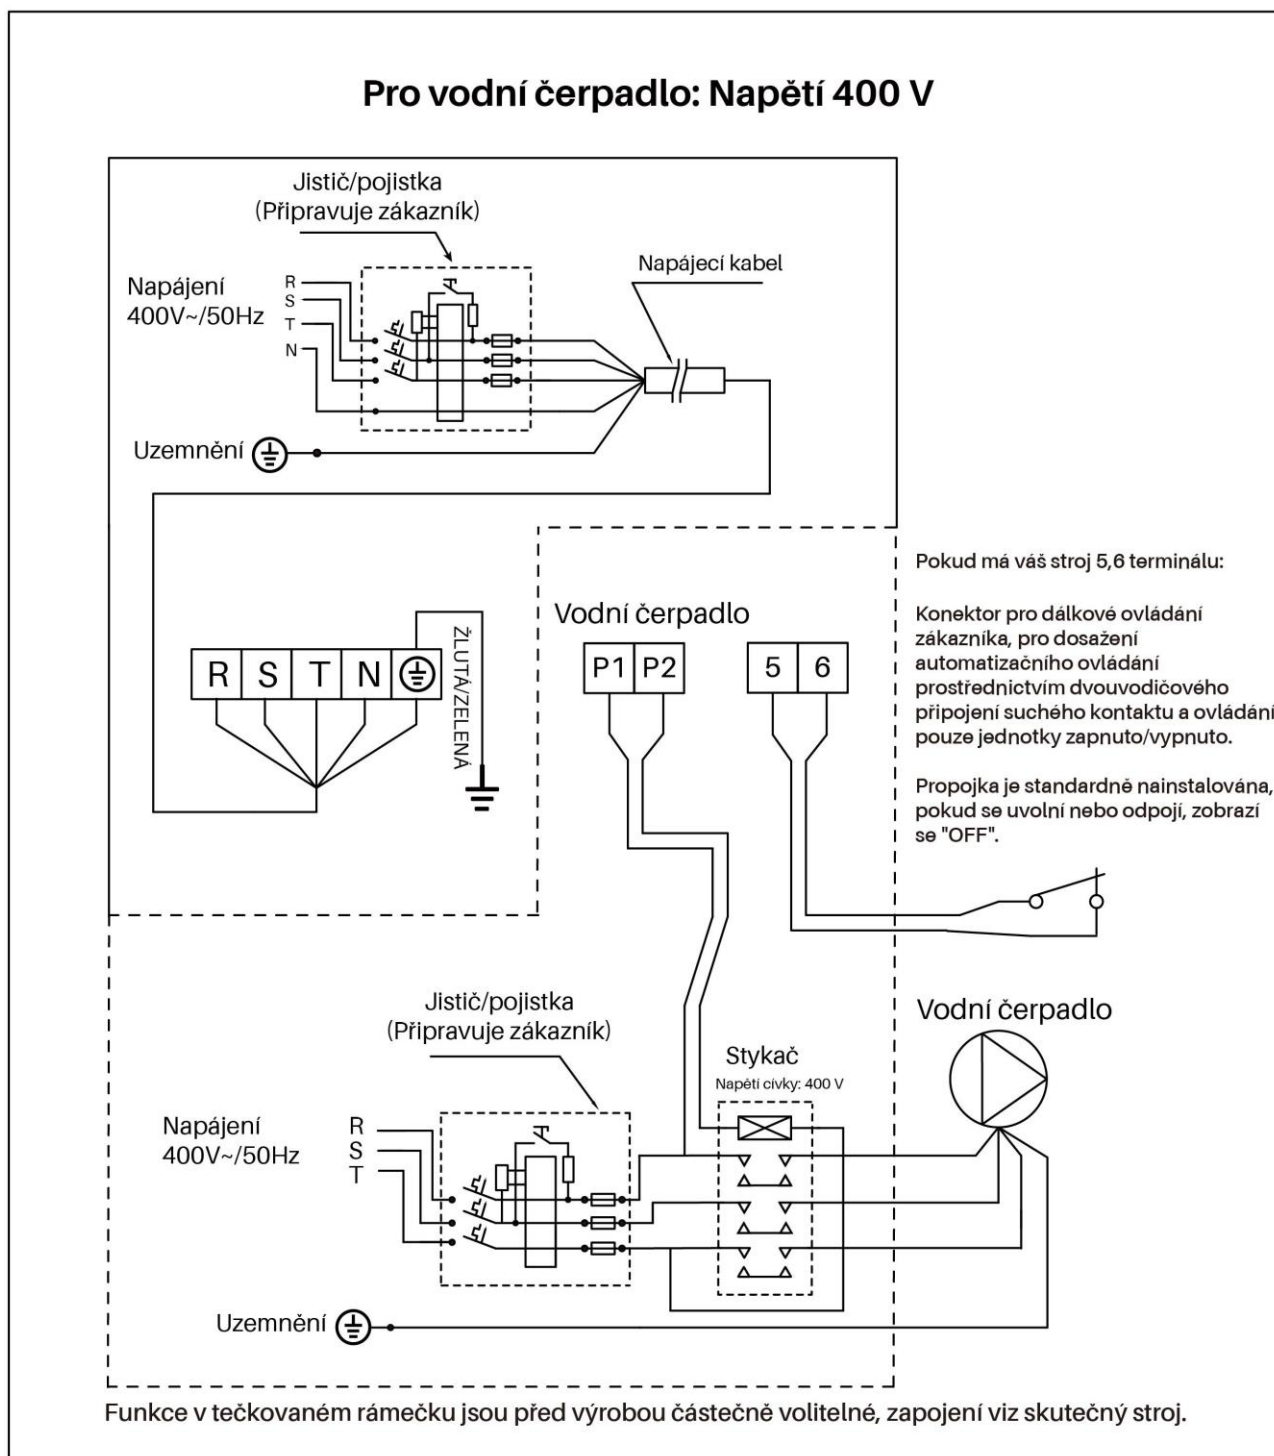 Pro vodní čerpadlo: Napětí 400 V
Jistič/pojistka
(Připravuje zákazník)
Napájecí kabel
Napájení
400V~/50Hz
R
S
T
N
Uzemnění
Pokud má váš stroj 5,6 terminálu:
Konektor pro dálkové ovládání
zákazníka, pro dosažení
automatizačního ovládání
prostřednictvím dvouvodičového
připojení suchého kontaktu a ovládání
pouze jednotky zapnuto/vypnuto.
Propojka je standardně nainstalována,
pokud se uvolní nebo odpojí, zobrazí
se "OFF".
Vodní čerpadlo
R S T N
ŽLUTÁ/ZELENÁ
P1 P2
5 6
Jistič/pojistka
(Připravuje zákazník)
Vodní čerpadlo
Stykač
Napětí cívky: 400 V
Napájení
400V~/50Hz
R
S
T
Uzemnění
Funkce v tečkovaném rámečku jsou před výrobou částečně volitelné, zapojení viz skutečný stroj.